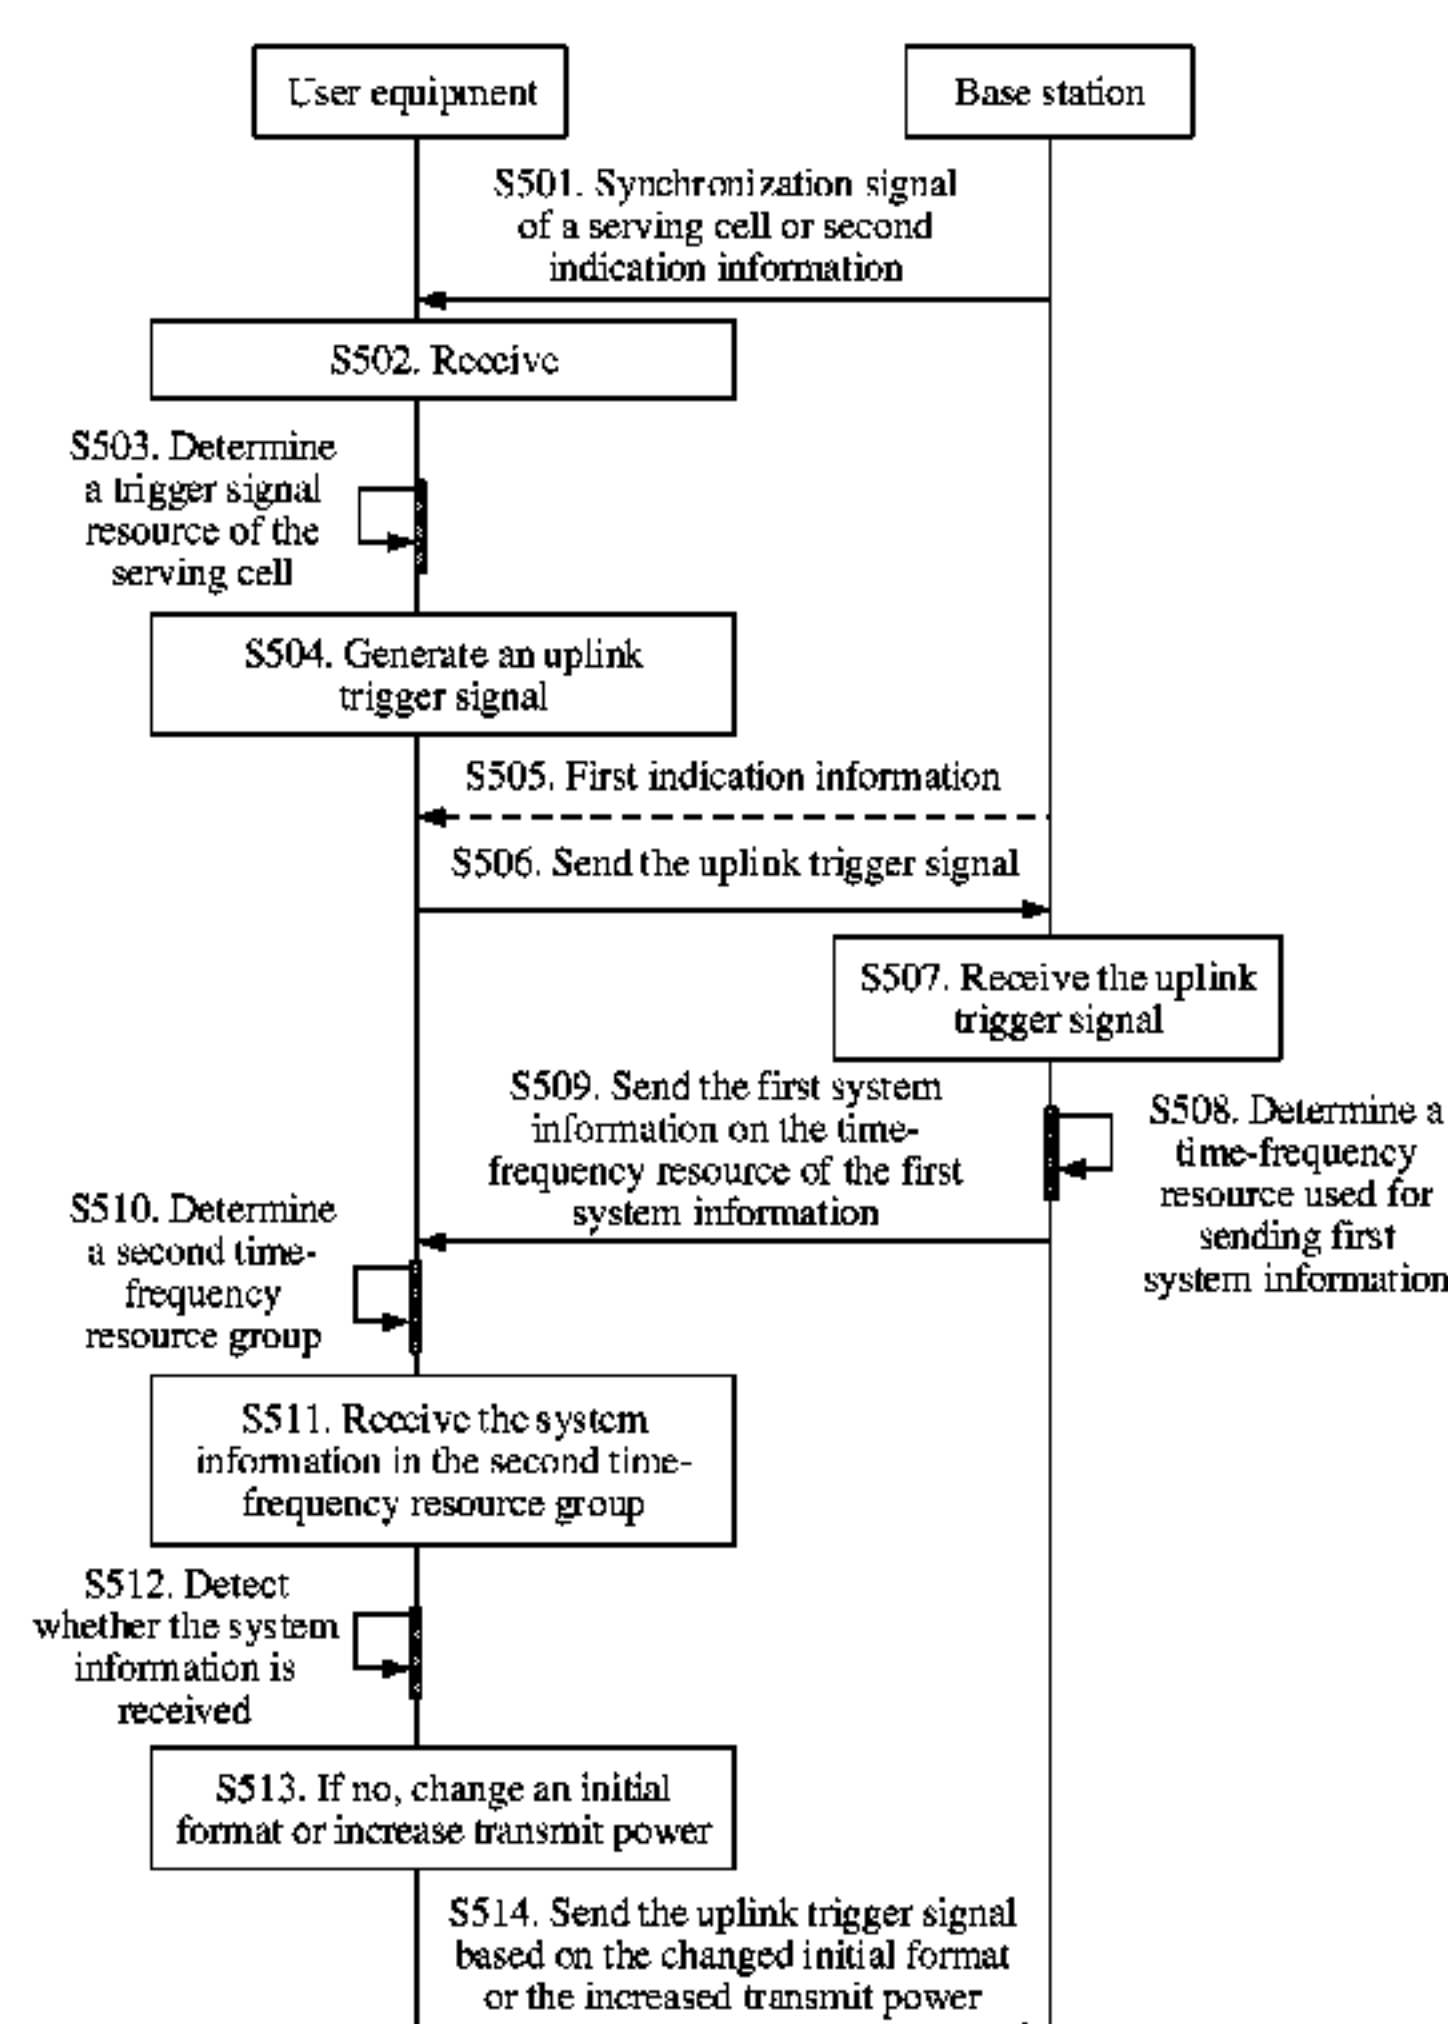 User equipment
Base station
S501. Synchronization signal
of a serving cell or second
indication information
S502. Receive
S503. Determine
a trigger signal
resource of the
serving cell
S504. Generate an uplink
trigger signal
S505. First indication information
S506. Send the uplink trigger signal
S507. Receive the uplink
trigger signal
S508. Determine a
time-frequency
resource used for
sending first
system information
S509. Send the first system
information on the time-
frequency resource of the first
system information
S510. Determine
a second time-
frequency
resource group
S511. Receive the system
information in the second time-
frequency resource group
S512. Detect
whether the system
information is
received
S513. If no, change an initial
format or increase transmit power
S514. Send the uplink trigger signal
based on the changed initial format
or the increased transmit power